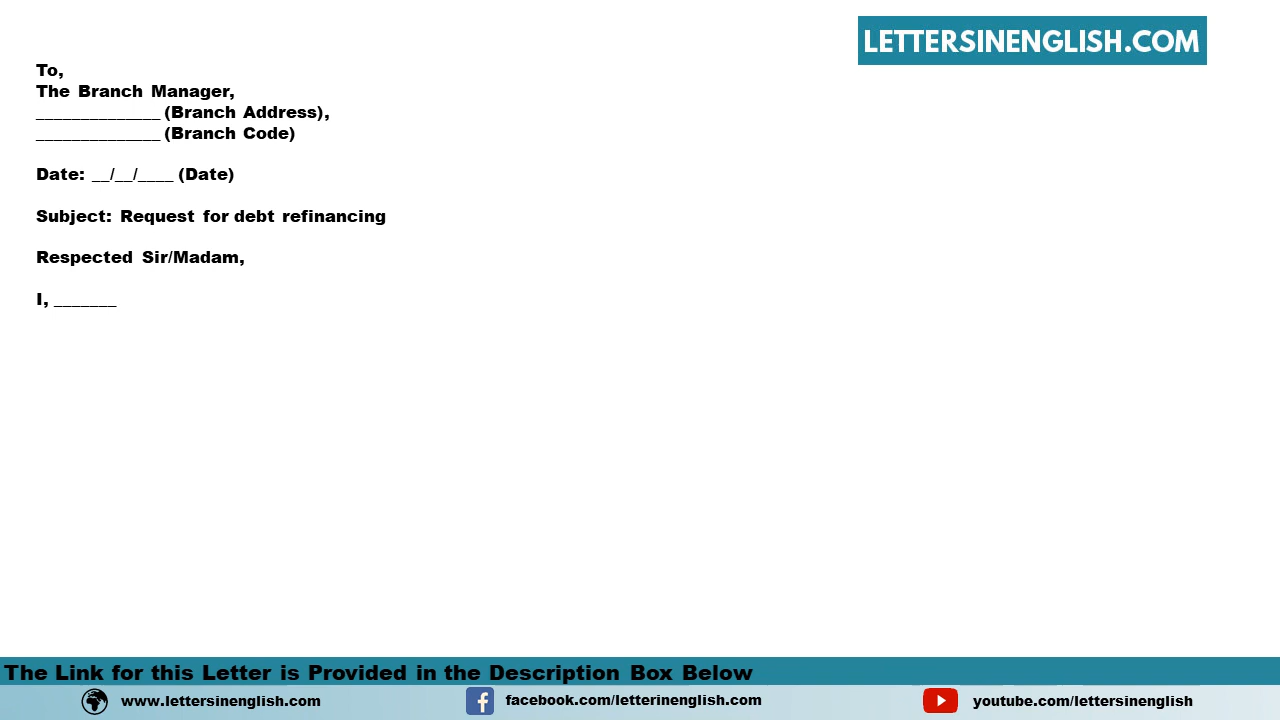 LETTERSINENGLISH.COM
To,
The Branch Manager,
______________ (Branch Address),
______________ (Branch Code)
Date: __/__/____ (Date)
Subject: Request for debt refinancing
Respected Sir/Madam,
I, _______
The Link for this Letter is Provided in the Description Box Below
www.lettersinenglish.com
facebook.com/letterinenglish.com
youtube.com/lettersinenglish